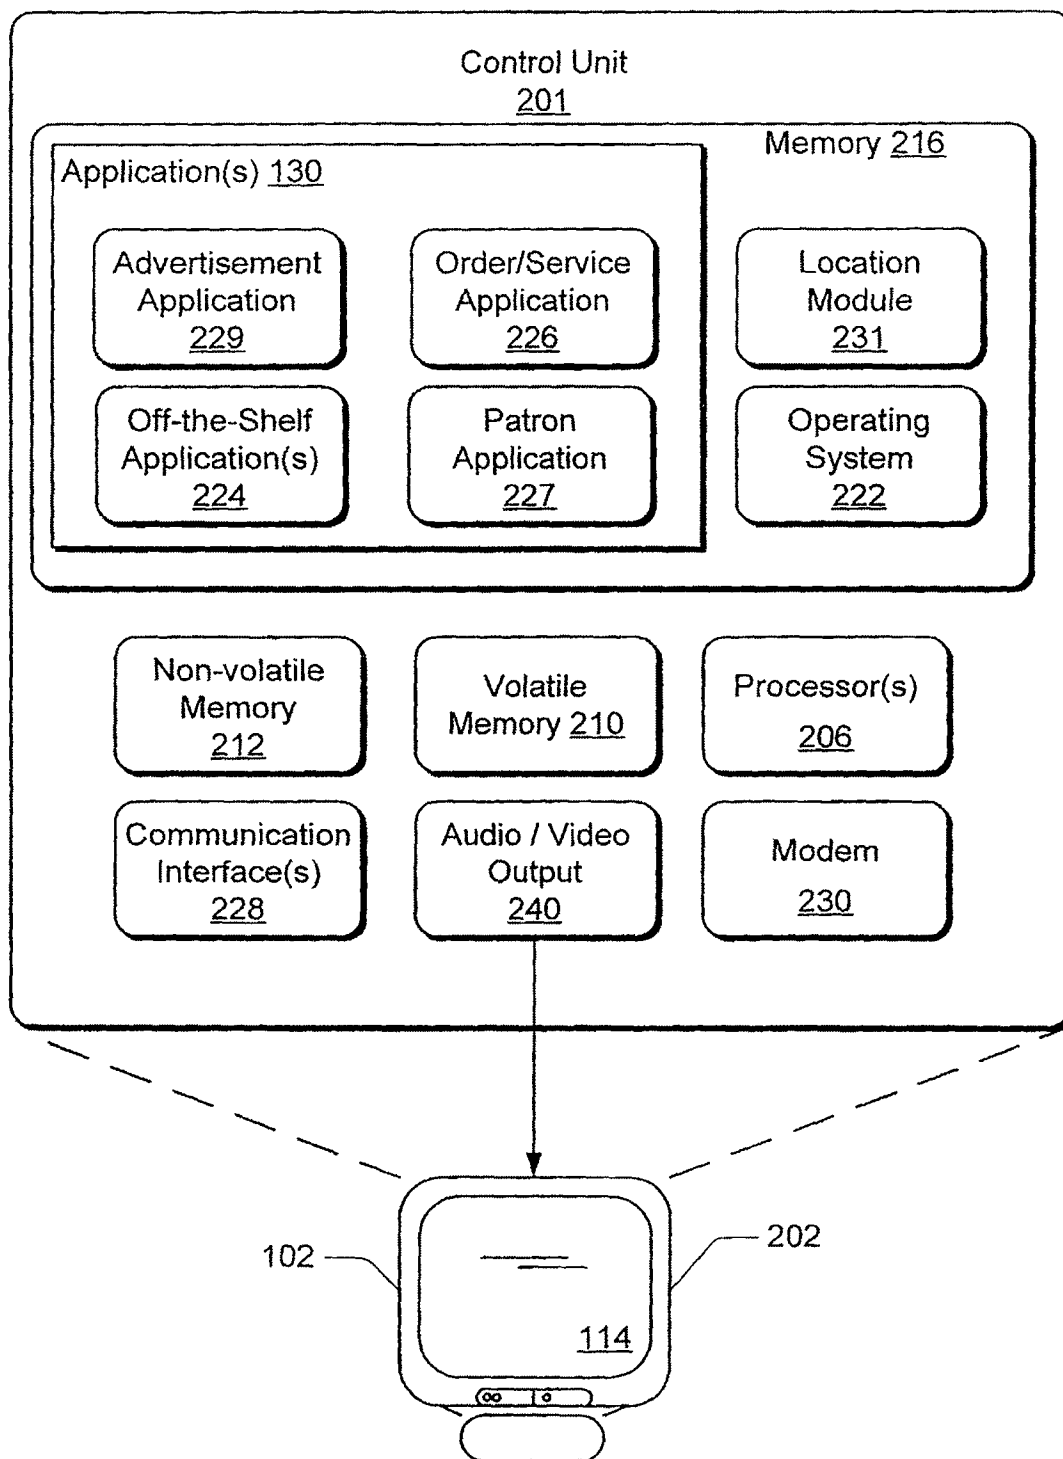 Control Unit
201
Memory 216
Application(s) 130
Advertisement
Application
229
Order/Service
Application
226
Location
Module
231
Off-the-Shelf
Application(s)
224
Patron
Application
227
Operating
System
222
Non-volatile
Memory
212
Volatile
Memory 210
Processor(s)
206
Communication
Interface(s)
228
Audio / Video
Output
240
Modem
230
102
202
114